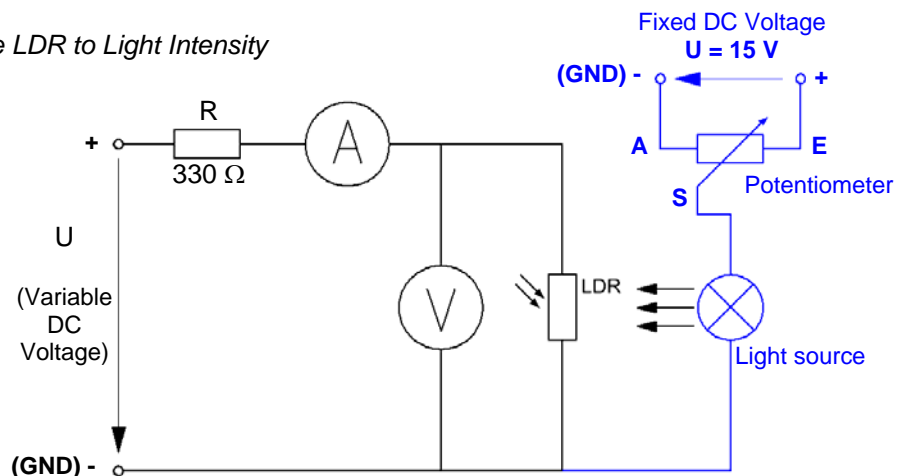 e LDR to Light Intensity
Fixed DC Voltage
U = 15 V
(GND) - +
A E
Potentiometer
S
+ R
A
330 Ω
U
(Variable
DC
Voltage)
V
LDR
Light source
(GND) -